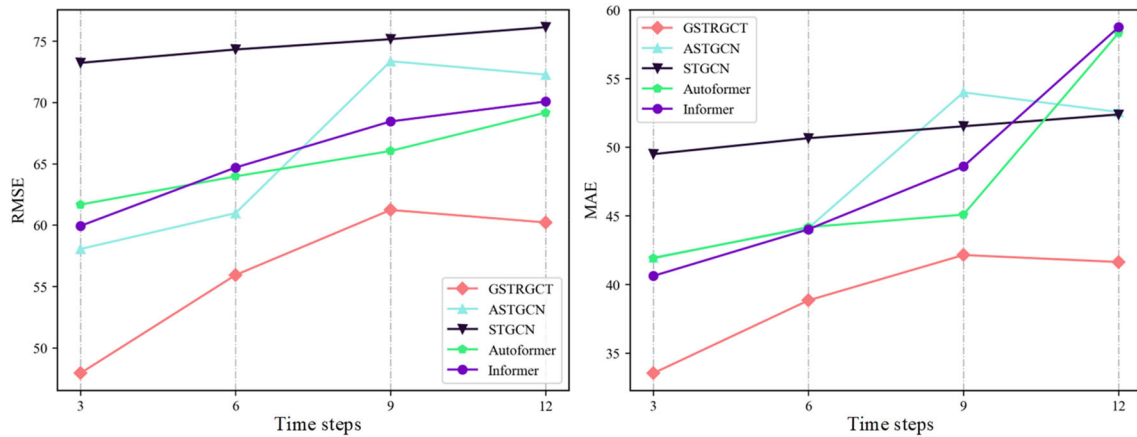 75
70
65
60
55
50
RMSE
3
6
9
12
Time steps
GSTRGCT
ASTGCN
STGCN
Autoformer
Informer
60
55
50
45
40
35
MAE
3
6
9
12
Time steps
GSTRGCT
ASTGCN
STGCN
Autoformer
Informer